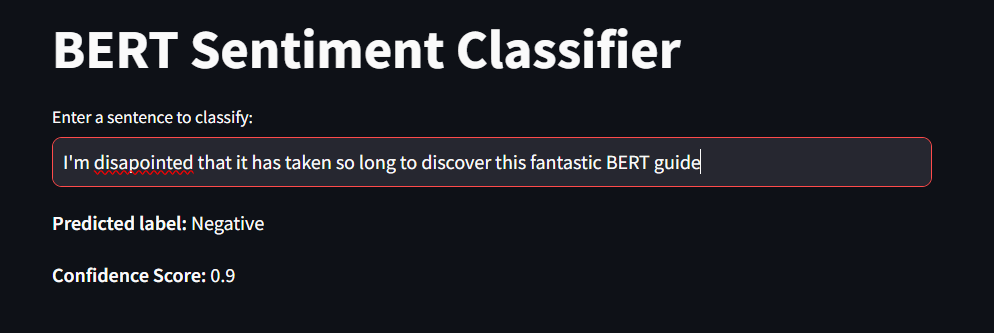 BERT Sentiment Classifier
Enter a sentence to classify:
I'm disapointed that it has taken so long to discover this fantastic BERT guide
Predicted label: Negative
Confidence Score: 0.9